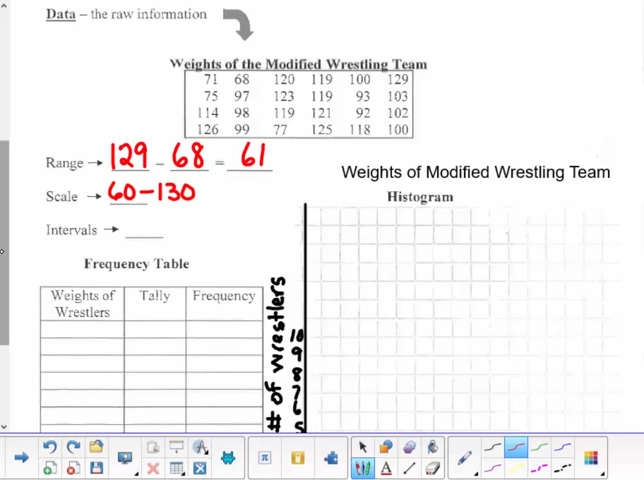 Data – the raw information
Weights of the Modified Wrestling Team
71 68 120 119 100 129
75 97 123 119 93 103
114 98 119 121 92 102
126 99 77 125 118 100
Range → 129 – 68 = 61
Weights of Modified Wrestling Team
Scale → 60-130
Histogram
Intervals →
Frequency Table
Weights of Wrestlers
Tally
Frequency
# of wrestlers
10
9
8
7
6
5